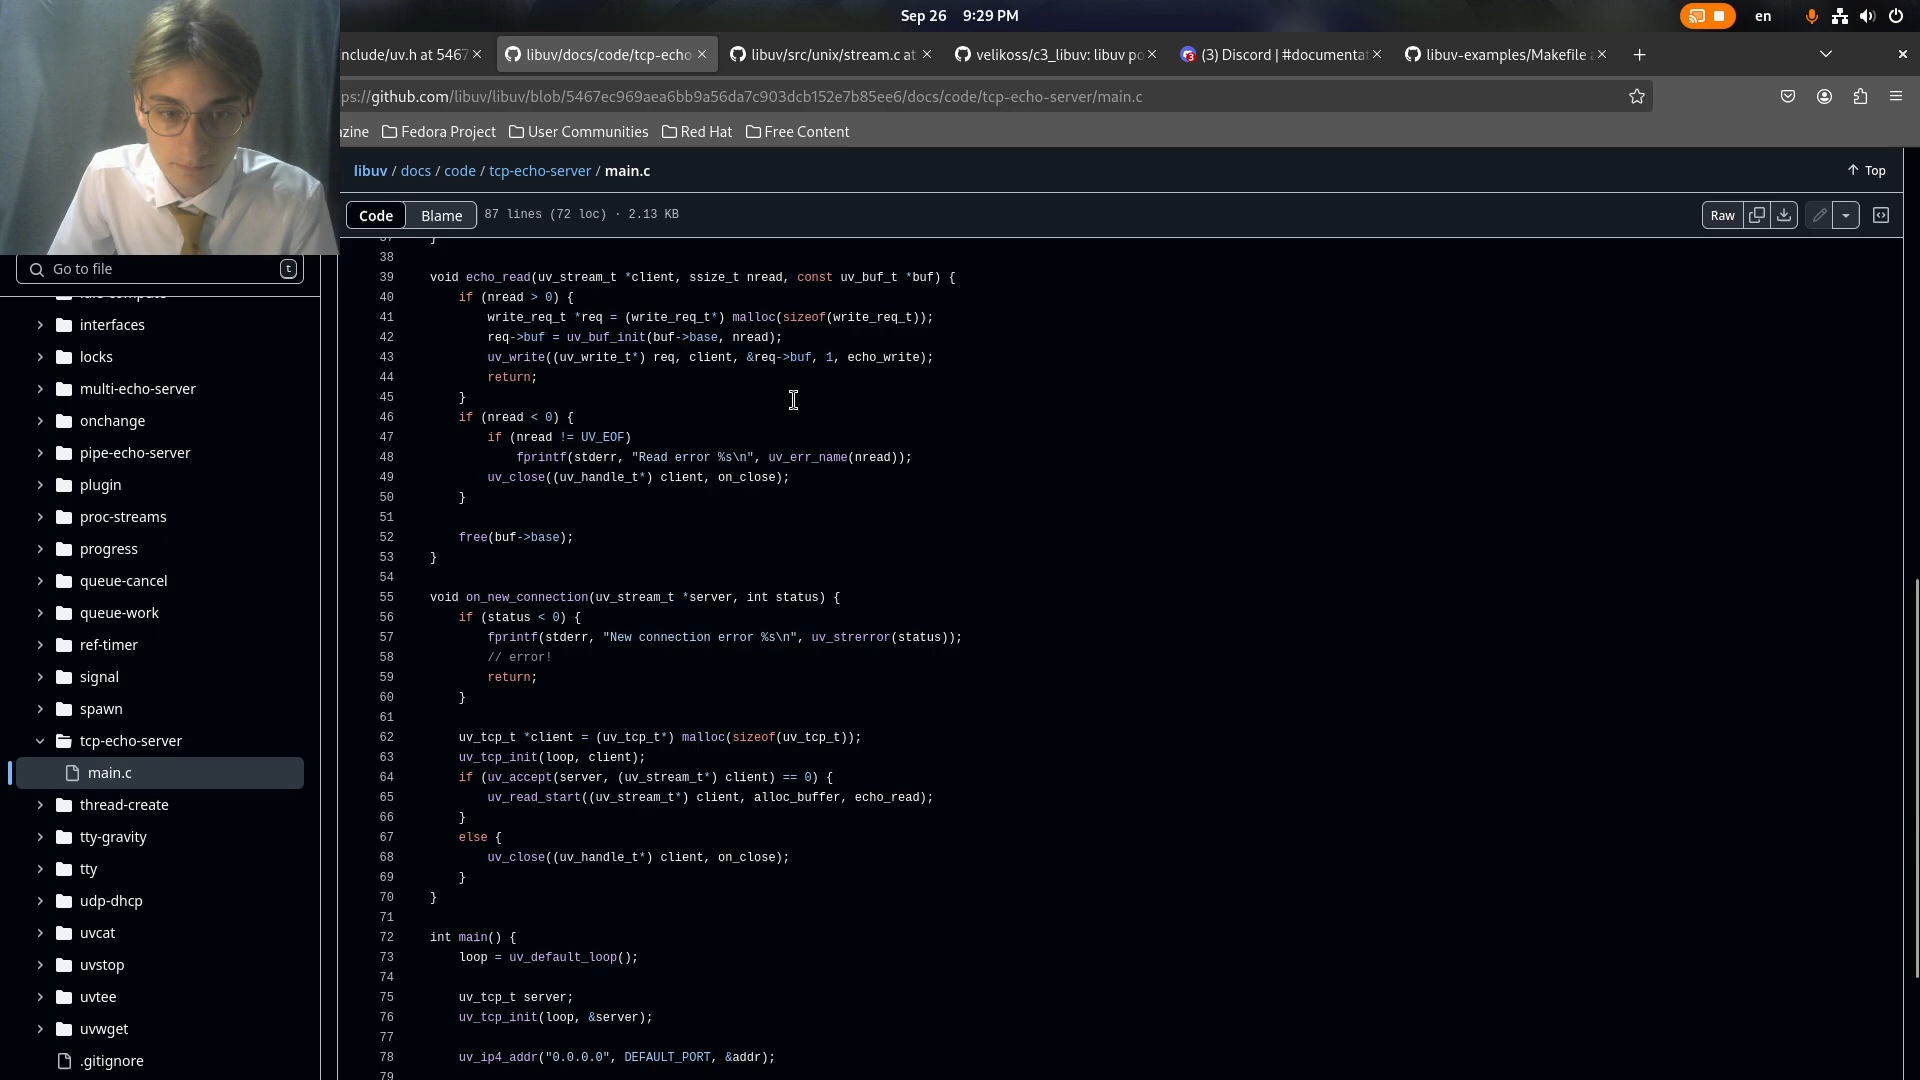 Sep 26 9:29 PM
en
include/uv.h at 5467
libuv/docs/code/tcp-echo
libuv/src/unix/stream.c at
velikoss/c3_libuv: libuv po
(3) Discord | #documentat
libuv-examples/Makefile
ps://github.com/libuv/libuv/blob/5467ec969aea6bb9a56da7c903dcb152e7b85ee6/docs/code/tcp-echo-server/main.c
azine Fedora Project User Communities Red Hat Free Content
libuv / docs / code / tcp-echo-server / main.c
Top
Code Blame 87 lines (72 loc) · 2.13 KB
Raw
Go to file t
interfaces
locks
multi-echo-server
onchange
pipe-echo-server
plugin
proc-streams
progress
queue-cancel
queue-work
ref-timer
signal
spawn
tcp-echo-server
main.c
thread-create
tty-gravity
tty
udp-dhcp
uvcat
uvstop
uvtee
uvwget
.gitignore
37 }
38
39 void echo_read(uv_stream_t *client, ssize_t nread, const uv_buf_t *buf) {
40 if (nread > 0) {
41 write_req_t *req = (write_req_t*) malloc(sizeof(write_req_t));
42 req->buf = uv_buf_init(buf->base, nread);
43 uv_write((uv_write_t*) req, client, &req->buf, 1, echo_write);
44 return;
45 }
46 if (nread < 0) {
47 if (nread != UV_EOF)
48 fprintf(stderr, "Read error %s\n", uv_err_name(nread));
49 uv_close((uv_handle_t*) client, on_close);
50 }
51
52 free(buf->base);
53 }
54
55 void on_new_connection(uv_stream_t *server, int status) {
56 if (status < 0) {
57 fprintf(stderr, "New connection error %s\n", uv_strerror(status));
58 // error!
59 return;
60 }
61
62 uv_tcp_t *client = (uv_tcp_t*) malloc(sizeof(uv_tcp_t));
63 uv_tcp_init(loop, client);
64 if (uv_accept(server, (uv_stream_t*) client) == 0) {
65 uv_read_start((uv_stream_t*) client, alloc_buffer, echo_read);
66 }
67 else {
68 uv_close((uv_handle_t*) client, on_close);
69 }
70 }
71
72 int main() {
73 loop = uv_default_loop();
74
75 uv_tcp_t server;
76 uv_tcp_init(loop, &server);
77
78 uv_ip4_addr("0.0.0.0", DEFAULT_PORT, &addr);
79